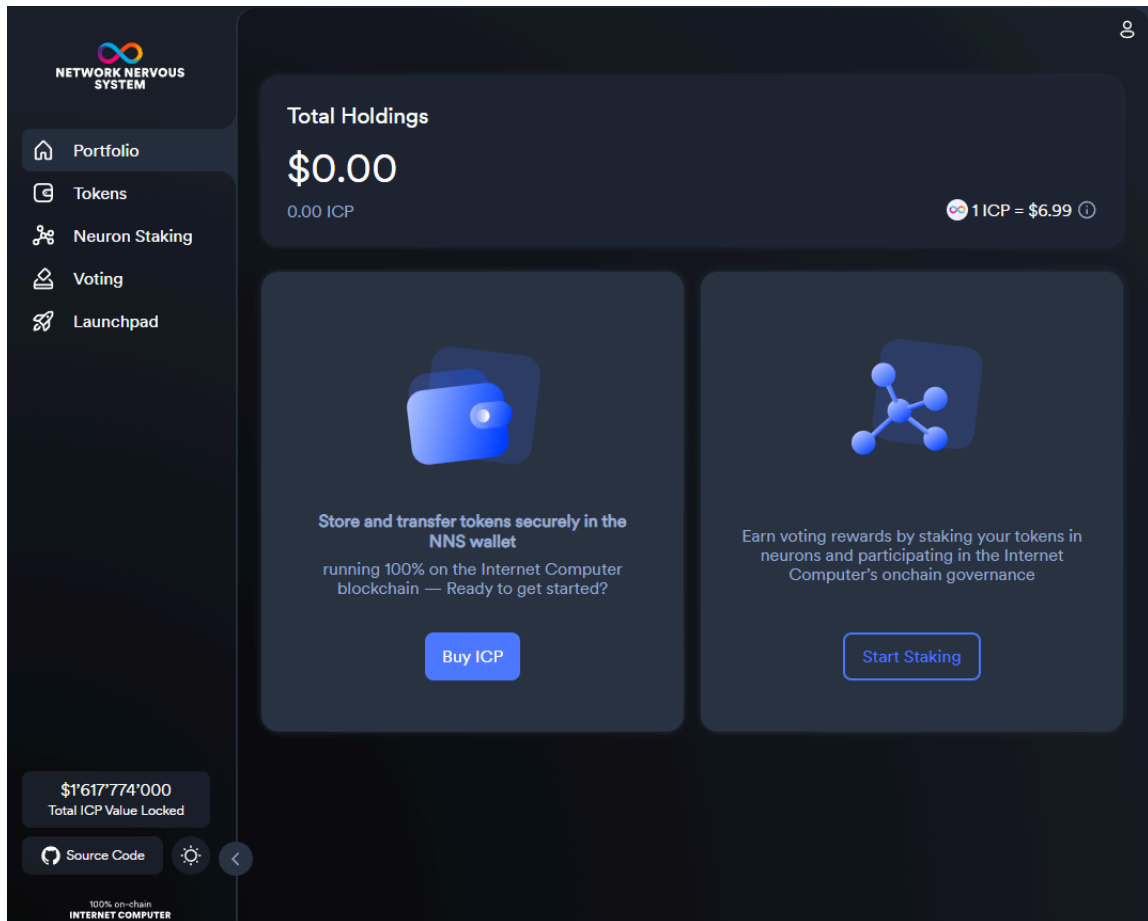 NETWORK NERVOUS
SYSTEM
Portfolio
Tokens
Neuron Staking
Voting
Launchpad
$1'617'774'000
Total ICP Value Locked
Source Code
100% on-chain
INTERNET COMPUTER
Total Holdings
$0.00
0.00 ICP
1 ICP = $6.99
Store and transfer tokens securely in the
NNS wallet
running 100% on the Internet Computer
blockchain — Ready to get started?
Buy ICP
Earn voting rewards by staking your tokens in
neurons and participating in the Internet
Computer's onchain governance
Start Staking